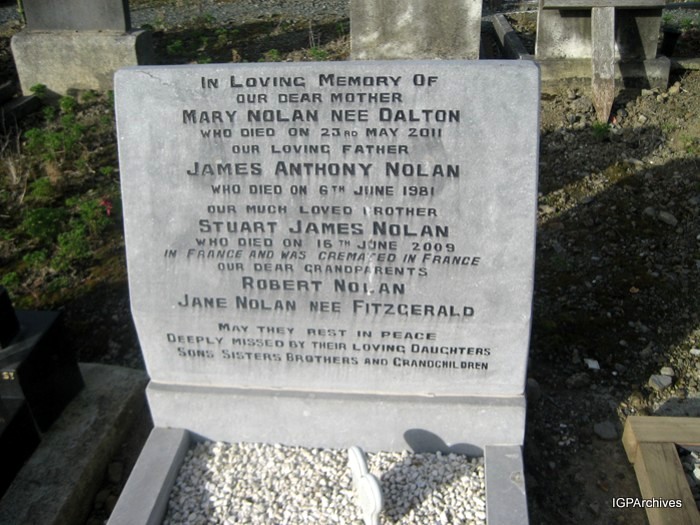 In Loving Memory Of
our dear mother
Mary Nolan nee Dalton
who died on 23rd May 2011
our loving father
James Anthony Nolan
who died on 6th June 1981
our much loved brother
Stuart James Nolan
who died on 16th June 2009
in France and was cremated in France
our dear grandparents
Robert Nolan
Jane Nolan nee Fitzgerald
May they rest in peace
Deeply missed by their loving Daughters
Sons Sisters Brothers and Grandchildren
IGPArchives